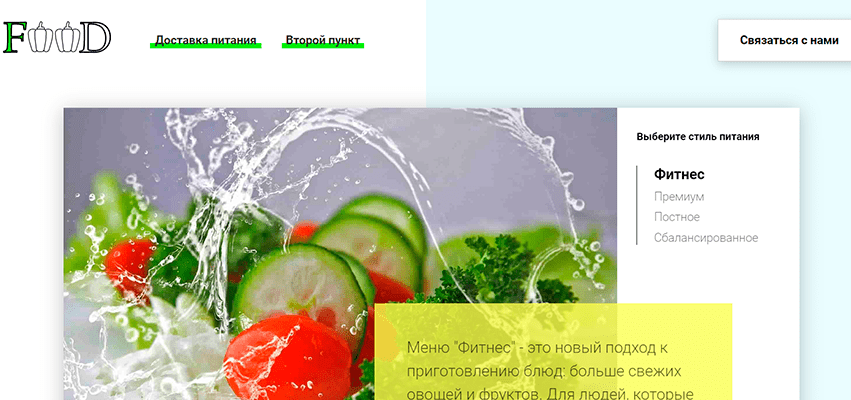 FOOD
Доставка питания
Второй пункт
Связаться с нами
Выберите стиль питания
Фитнес
Премиум
Постное
Сбалансированное
Меню "Фитнес" - это новый подход к
приготовлению блюд: больше свежих
овощей и фруктов. Для людей, которые